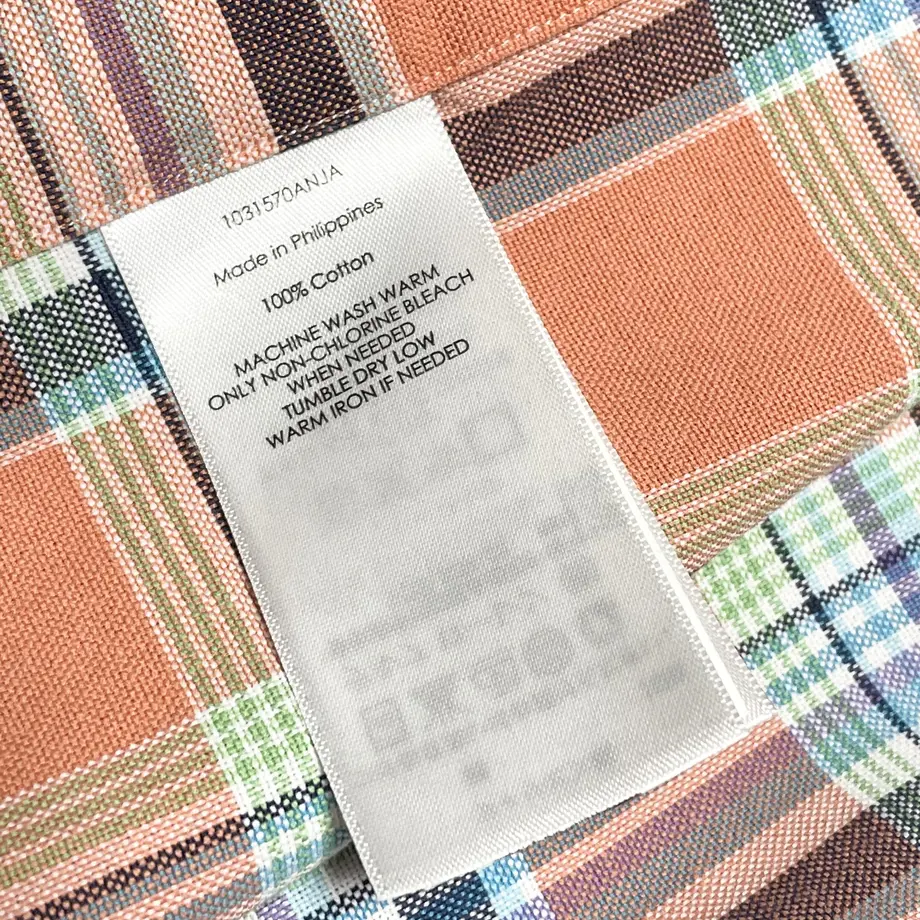 1031570ANJA
Made in Philippines
100% Cotton
MACHINE WASH WARM
ONLY NON-CHLORINE BLEACH
WHEN NEEDED
TUMBLE DRY LOW
WARM IRON IF NEEDED